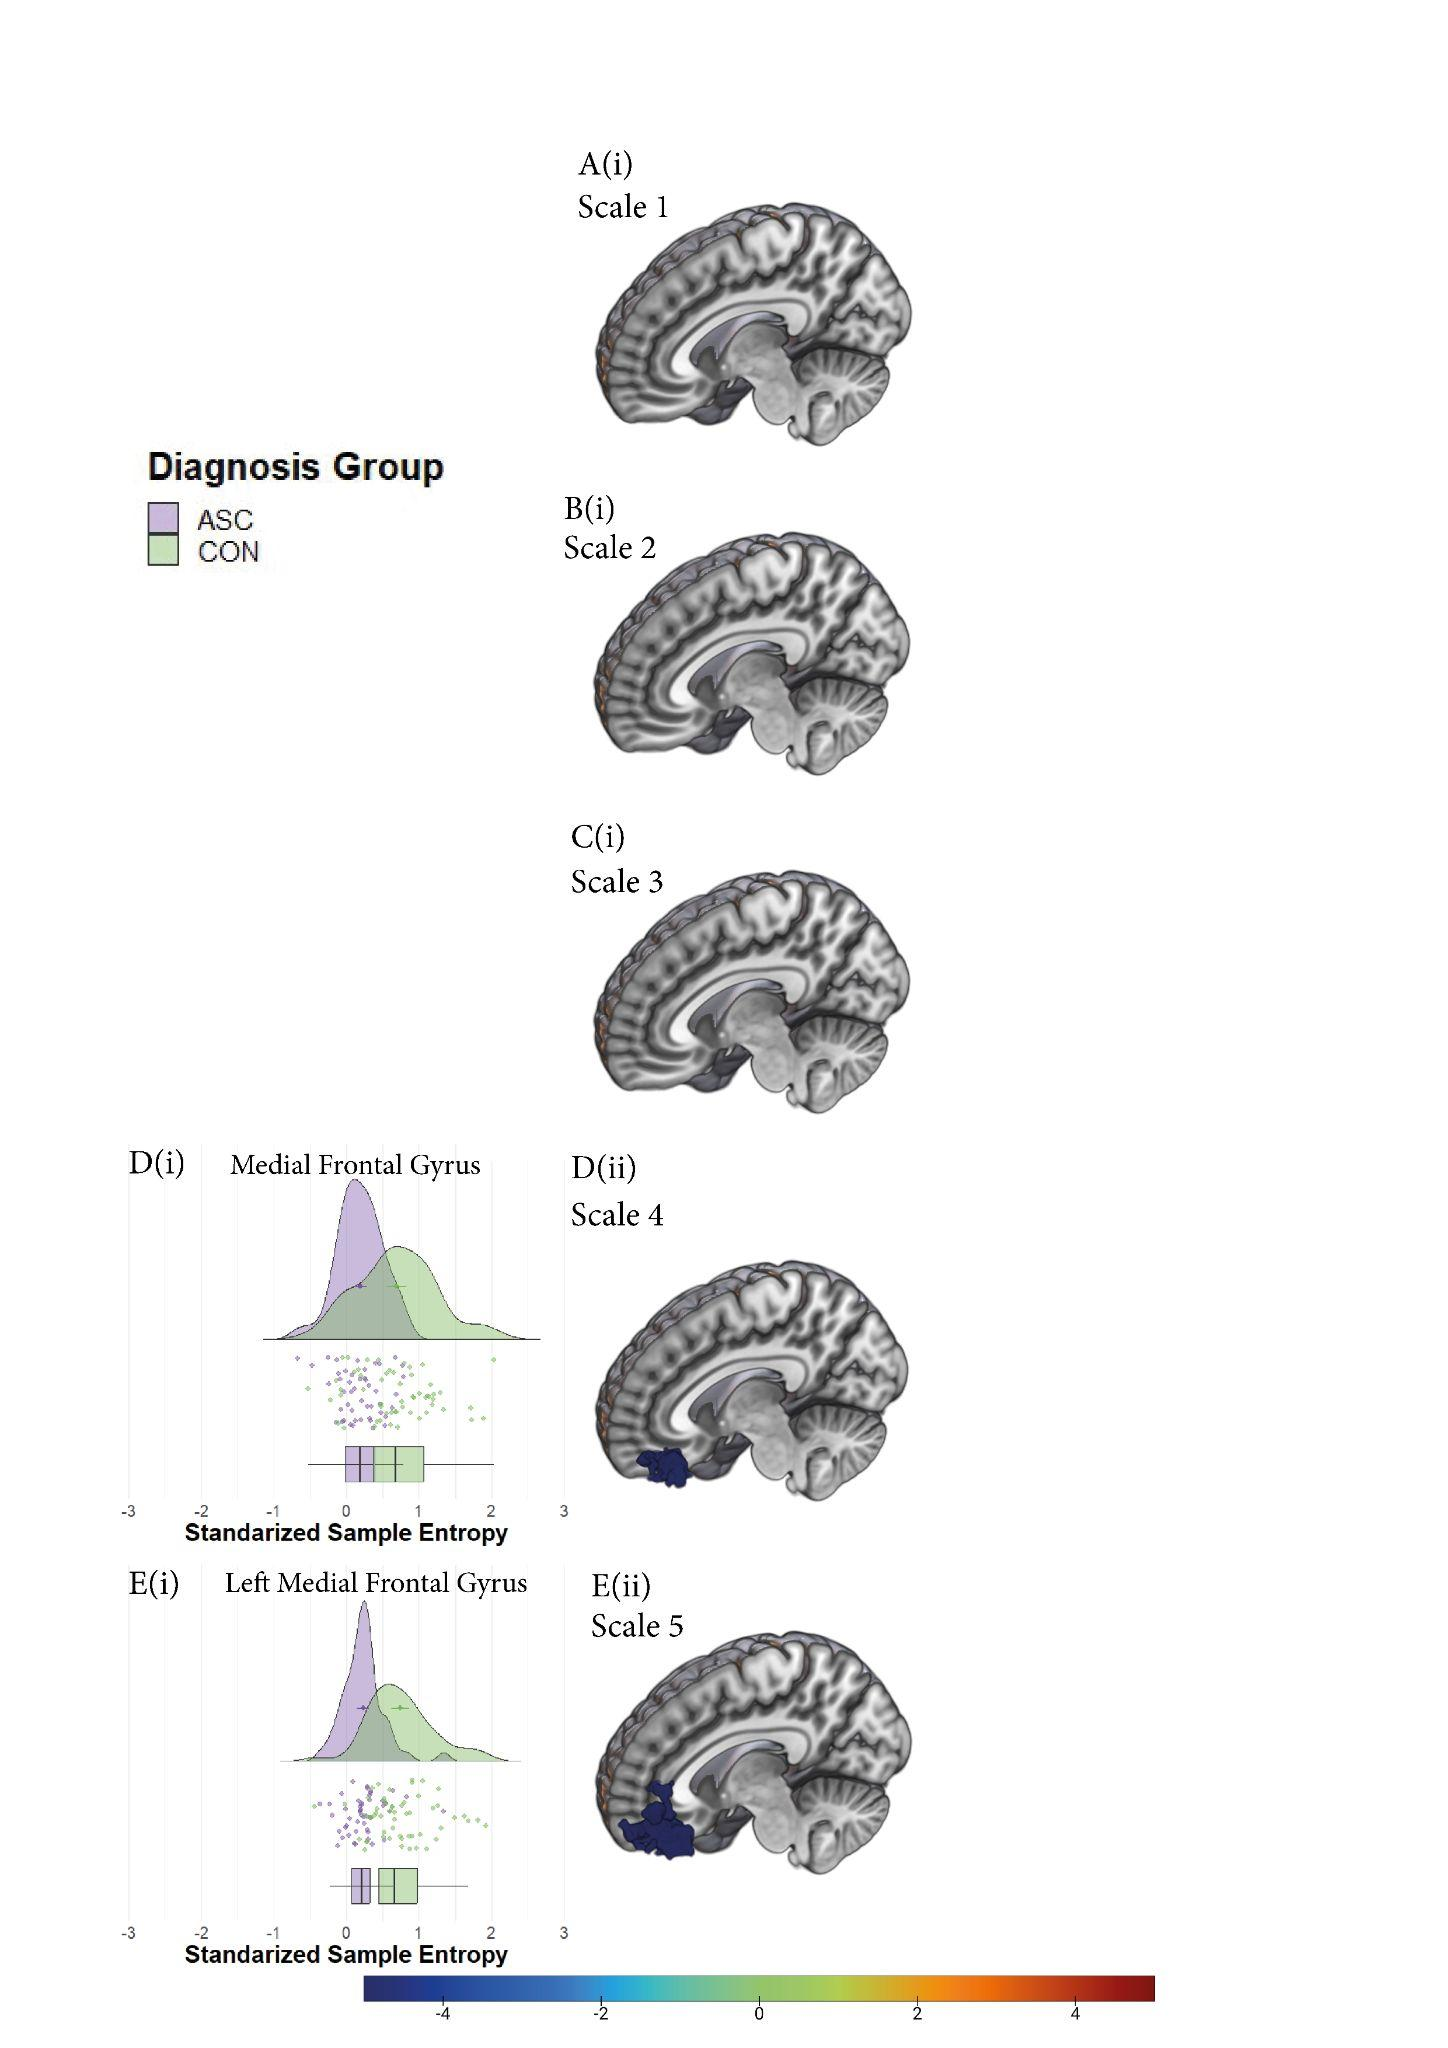 A(i)
Scale 1
Diagnosis Group
ASC
CON
B(i)
Scale 2
C(i)
Scale 3
D(i)
Medial Frontal Gyrus
D(ii)
Scale 4
-3 -2 -1 0 1 2 3
Standarized Sample Entropy
E(i)
Left Medial Frontal Gyrus
E(ii)
Scale 5
-3 -2 -1 0 1 2 3
Standarized Sample Entropy
-4 -2 0 2 4